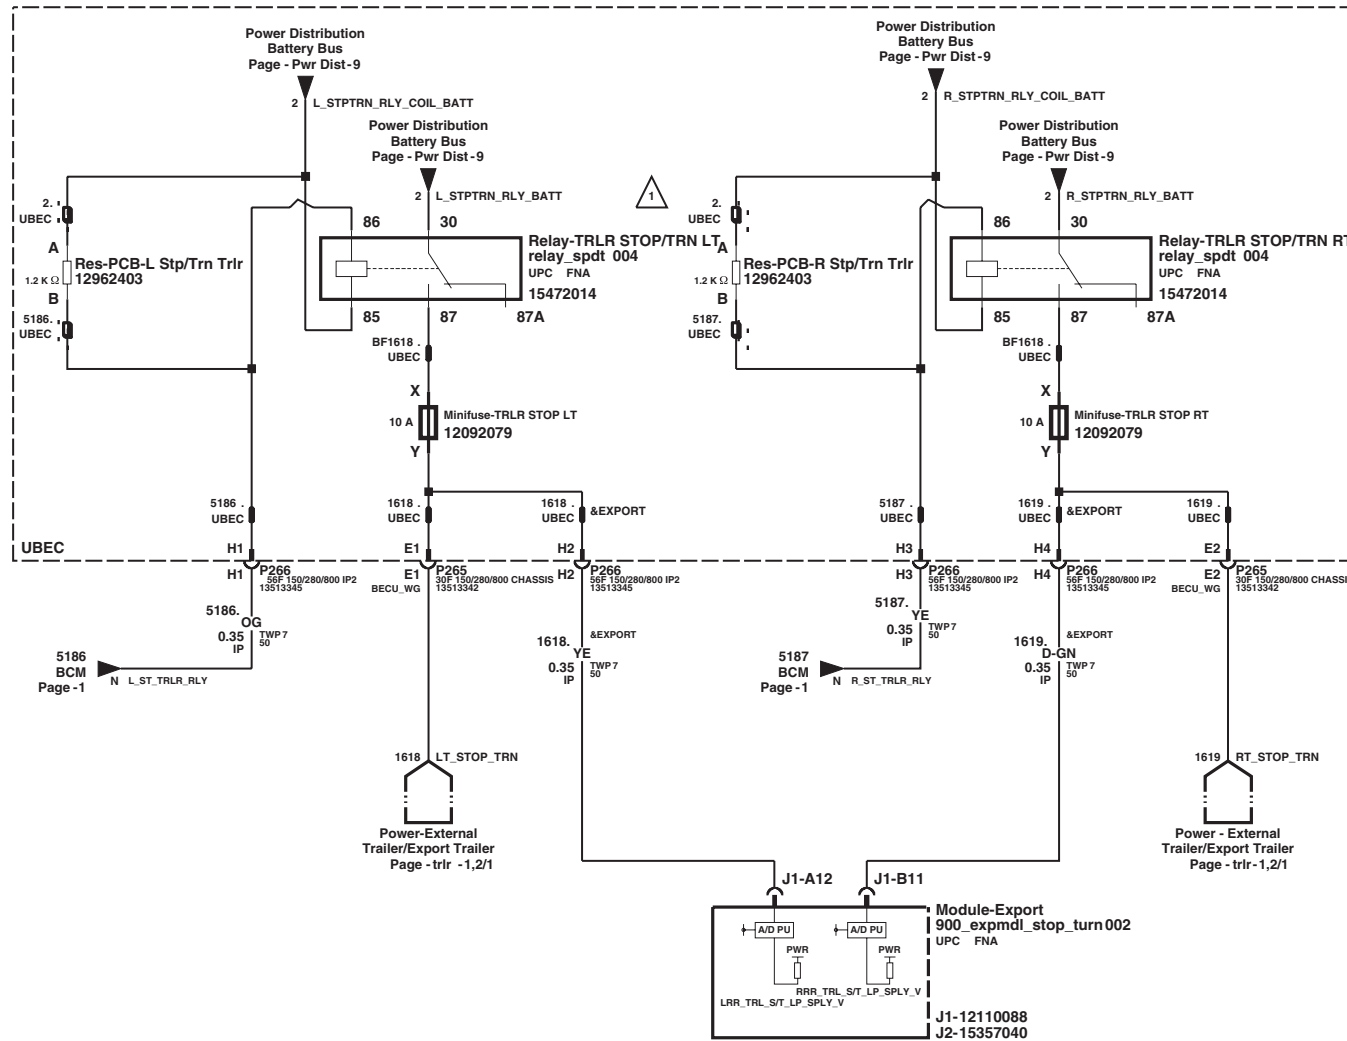 Power Distribution
Battery Bus
Page - Pwr Dist-9
2 L_STPTRN_RLY_COIL_BATT
Power Distribution
Battery Bus
Page - Pwr Dist-9
2 L_STPTRN_RLY_BATT
2.
UBEC
A
1.2 K Ω
Res-PCB-L Stp/Trn Trlr
12962403
B
5186.
UBEC
86
30
Relay-TRLR STOP/TRN LT
relay_spdt 004
UPC FNA
15472014
85
87
87A
BF1618 .
UBEC
X
10 A
Minifuse-TRLR STOP LT
12092079
Y
5186 .
UBEC
1618 .
UBEC
1618 .
UBEC
&EXPORT
1
Power Distribution
Battery Bus
Page - Pwr Dist-9
2 R_STPTRN_RLY_COIL_BATT
Power Distribution
Battery Bus
Page - Pwr Dist-9
2 R_STPTRN_RLY_BATT
2.
UBEC
A
1.2 K Ω
Res-PCB-R Stp/Trn Trlr
12962403
B
5187.
UBEC
86
30
Relay-TRLR STOP/TRN RT
relay_spdt 004
UPC FNA
15472014
85
87
87A
BF1618 .
UBEC
X
10 A
Minifuse-TRLR STOP RT
12092079
Y
5187 .
UBEC
1619 .
UBEC
&EXPORT
1619 .
UBEC
UBEC
H1
E1
H2
H3
H4
E2
H1
P266
56F 150/280/800 IP2
13513345
E1
BECU_WG
P265
30F 150/280/800 CHASSIS
13513342
H2
P266
56F 150/280/800 IP2
13513345
H3
P266
56F 150/280/800 IP2
13513345
H4
P266
56F 150/280/800 IP2
13513345
E2
BECU_WG
P265
30F 150/280/800 CHASSIS
13513342
5186.
OG
0.35
IP
TWP 7
50
5186
BCM
Page -1
N L_ST_TRLR_RLY
1618.
YE
0.35
IP
&EXPORT
TWP 7
50
5187.
YE
0.35
IP
TWP 7
50
5187
BCM
Page -1
N R_ST_TRLR_RLY
1619.
D-GN
0.35
IP
&EXPORT
TWP 7
50
1618 LT_STOP_TRN
Power-External
Trailer/Export Trailer
Page - trlr -1,2/1
1619 RT_STOP_TRN
Power - External
Trailer/Export Trailer
Page - trlr-1,2/1
J1-A12
J1-B11
A/D PU
PWR
LRR_TRL_S/T_LP_SPLY_V
A/D PU
PWR
RRR_TRL_S/T_LP_SPLY_V
Module-Export
900_expmdl_stop_turn 002
UPC FNA
J1-12110088
J2-15357040